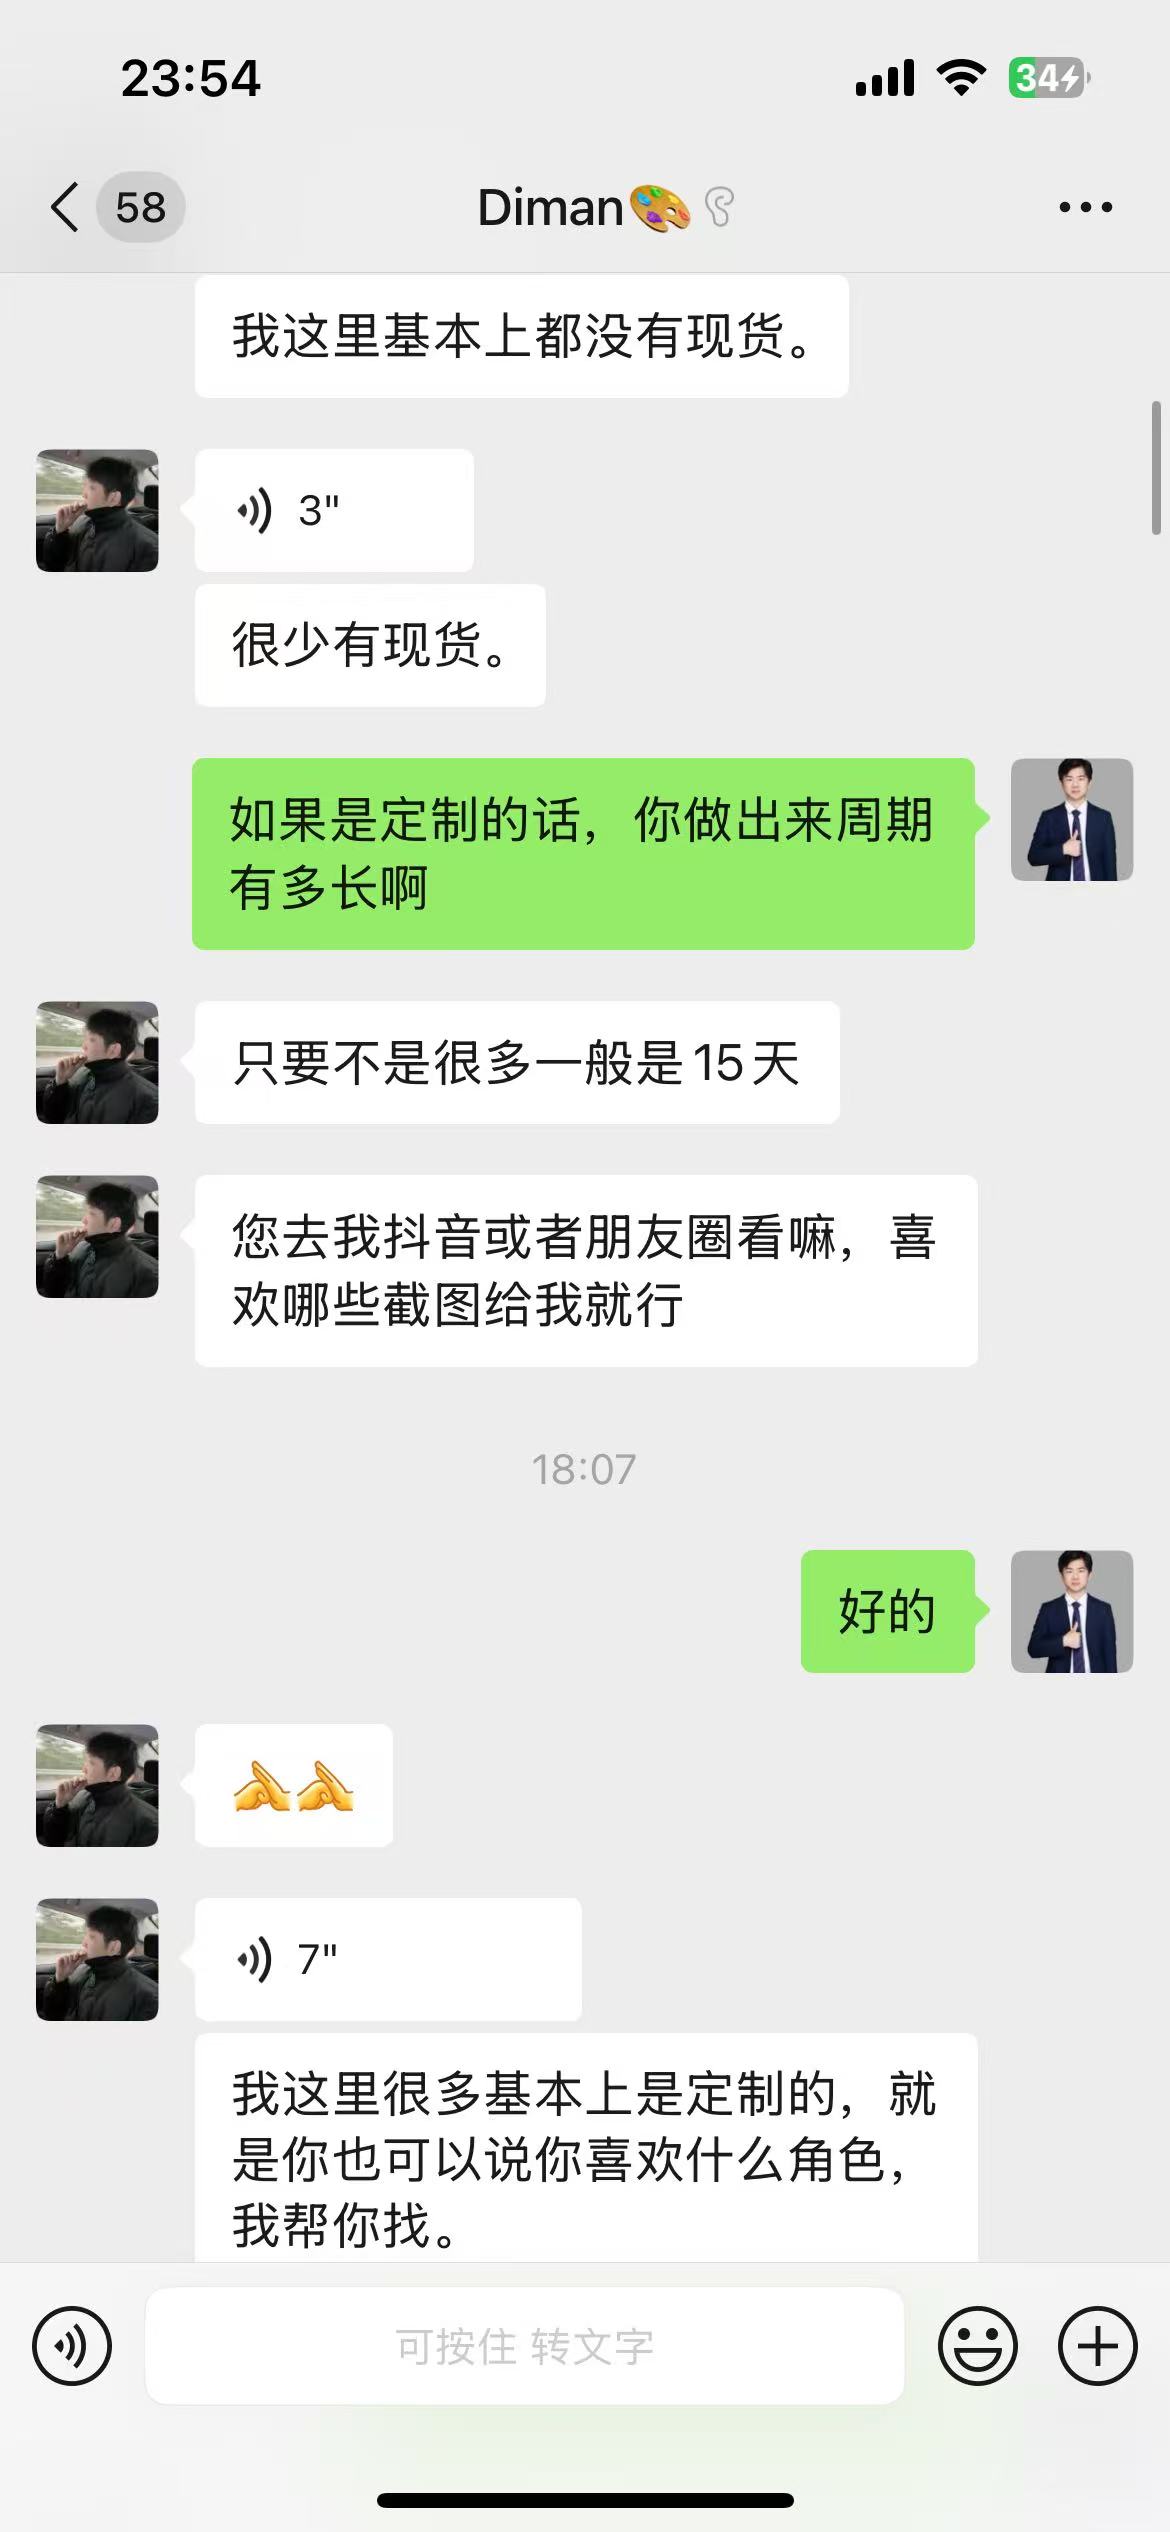 23:54
34
58
Diman🎨
我这里基本上都没有现货。
3"
很少有现货。
如果是定制的话，你做出来周期
有多长啊
只要不是很多一般是15天
您去我抖音或者朋友圈看嘛，喜
欢哪些截图给我就行
18:07
好的
7"
我这里很多基本上是定制的，就
是你也可以说你喜欢什么角色，
我帮你找。
可按住 转文字